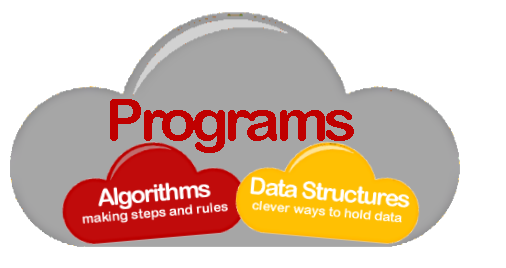 Programs
Algorithms
making steps and rules
Data Structures
clever ways to hold data